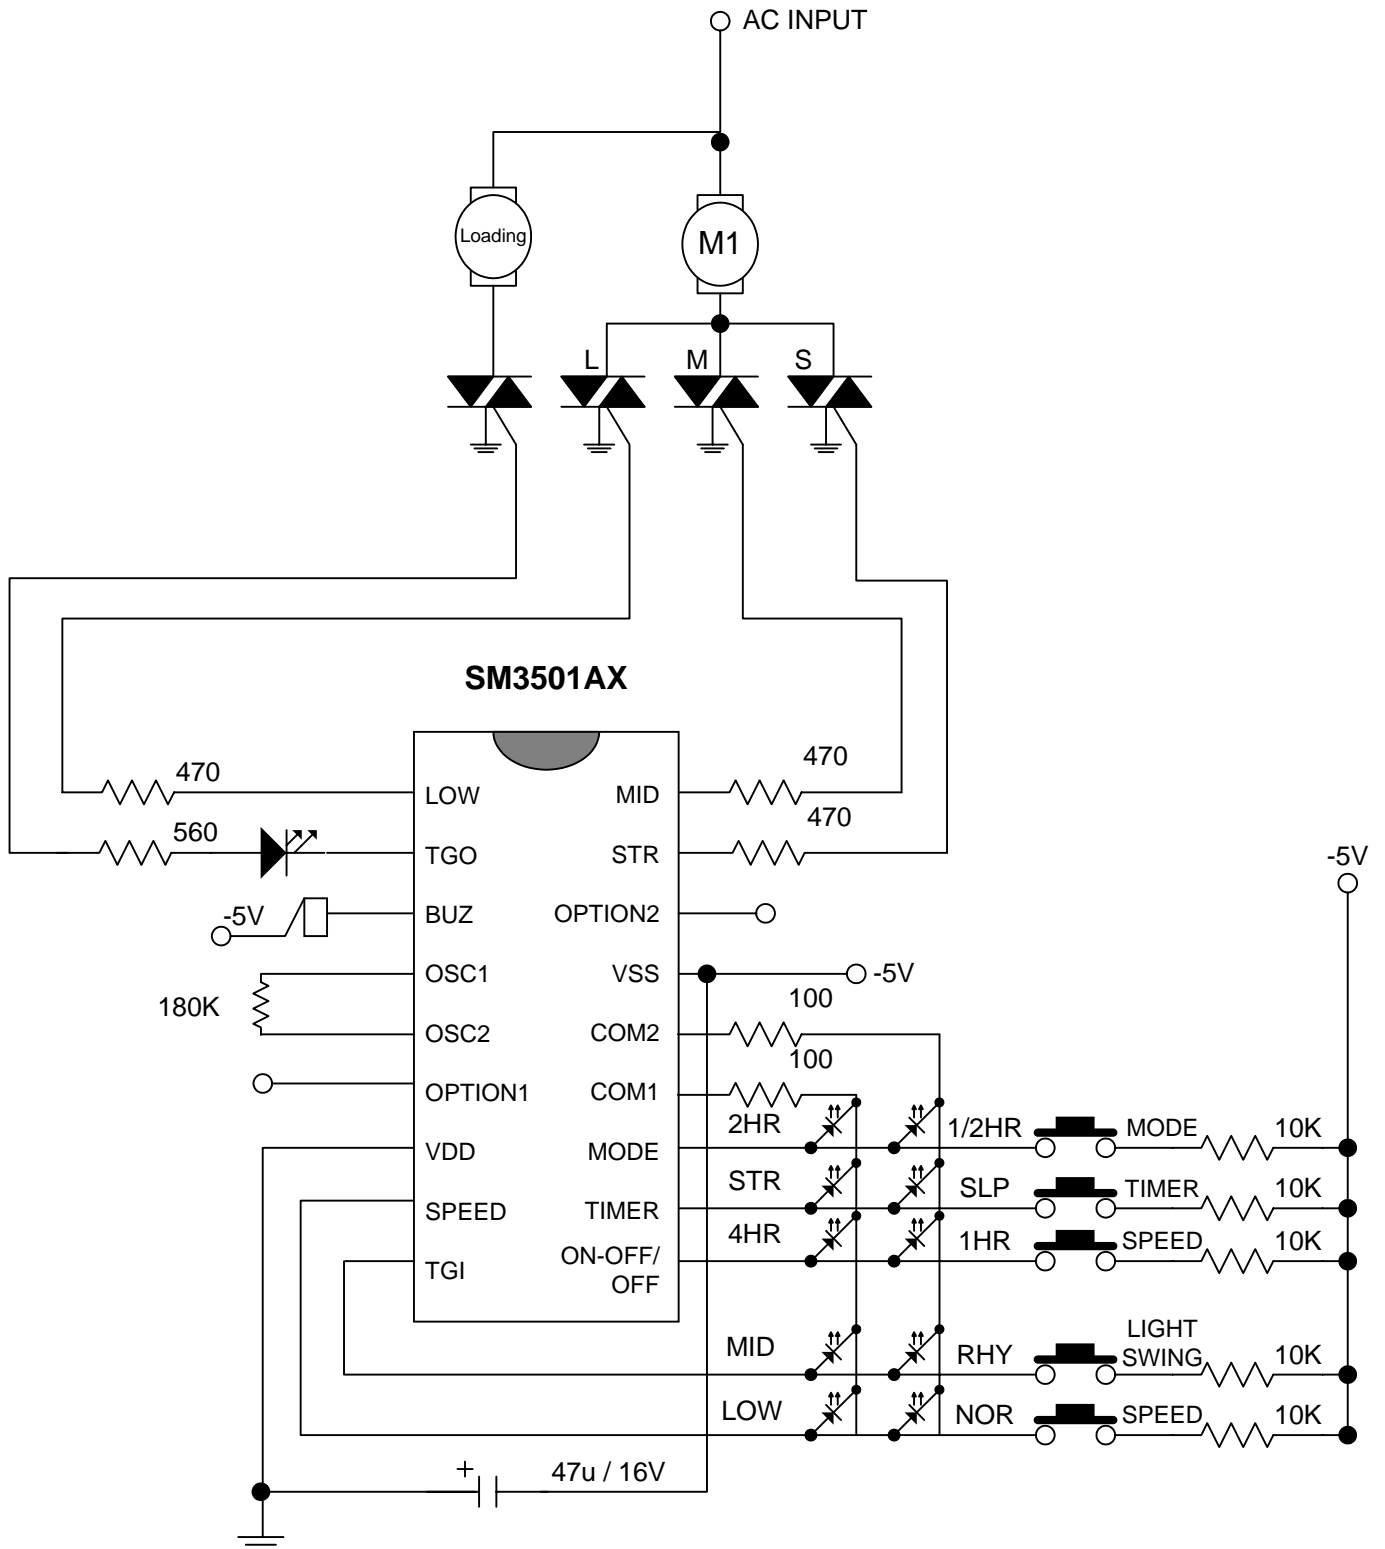 AC INPUT
Loading
M1
L
M
S
SM3501AX
470
560
-5V
180K
LOW
TGO
BUZ
OSC1
OSC2
OPTION1
VDD
SPEED
TGI
MID
STR
OPTION2
VSS
COM2
COM1
MODE
TIMER
ON-OFF/
OFF
470
470
-5V
100
100
-5V
2HR
1/2HR
MODE
10K
STR
SLP
TIMER
10K
4HR
1HR
SPEED
10K
MID
RHY
LIGHT
SWING
10K
LOW
NOR
SPEED
10K
+
47u / 16V